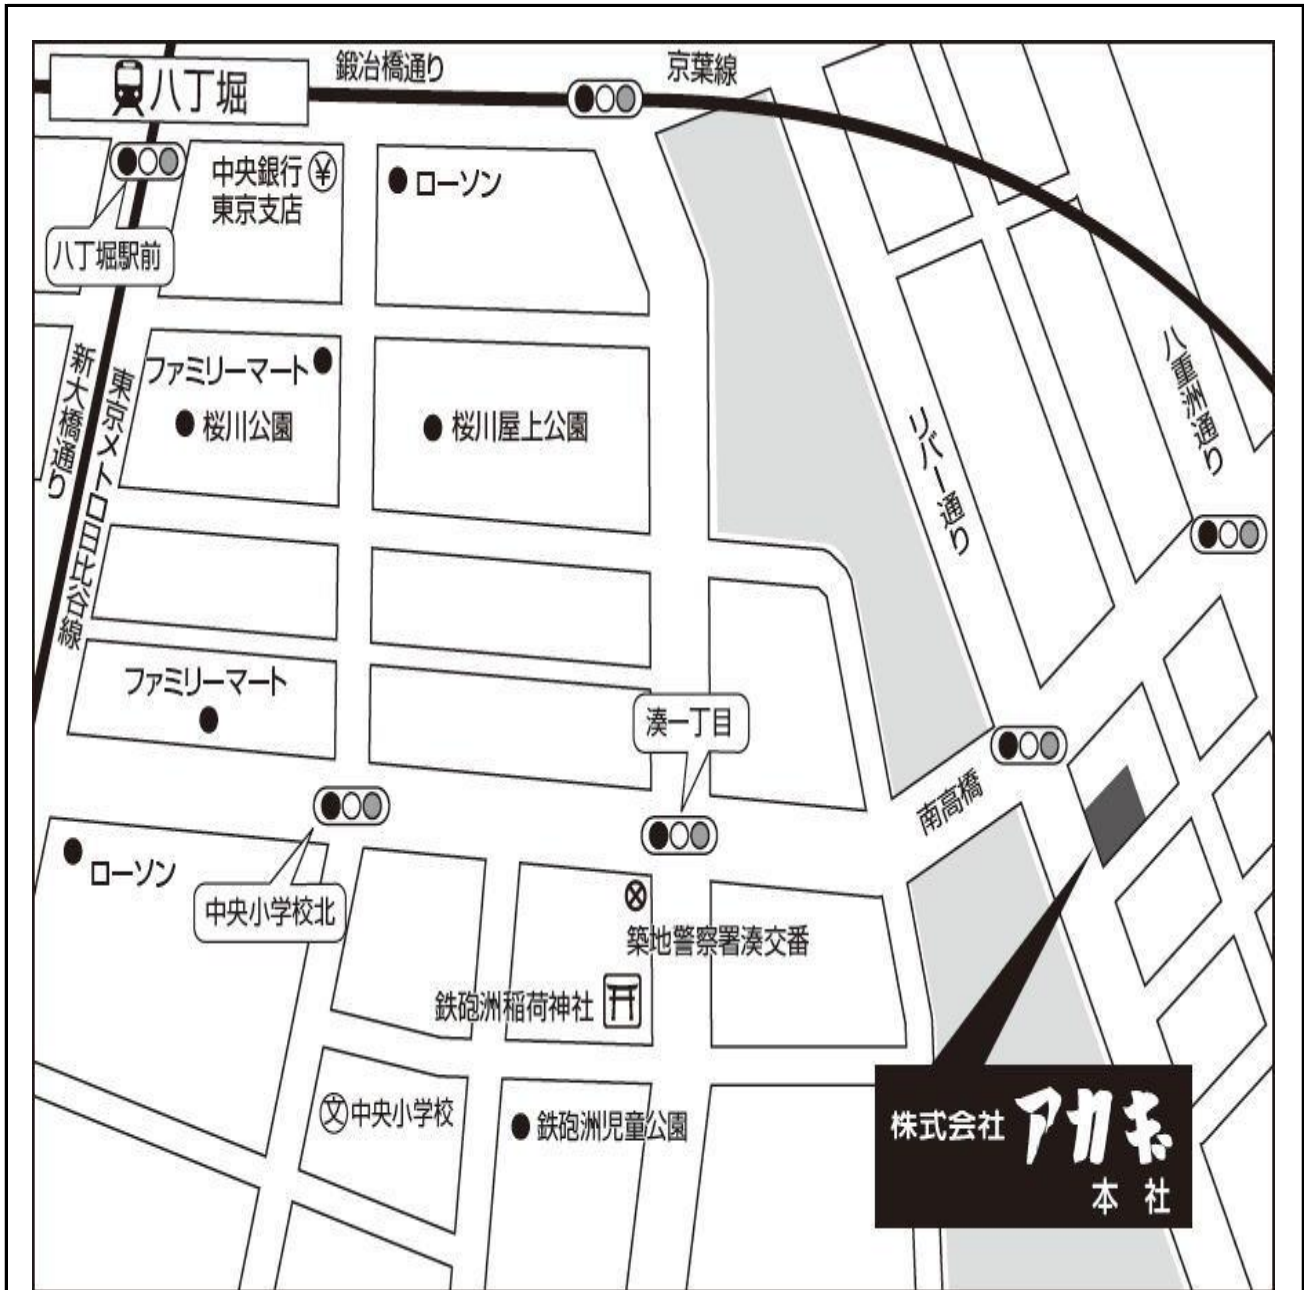 鍛冶橋通り
京葉線
八丁堀
中央銀行
東京支店
¥
ローソン
八丁堀駅前
新大橋通り
東京メトロ日比谷線
ファミリーマート
桜川公園
桜川屋上公園
リバー通り
八重洲通り
ファミリーマート
湊一丁目
南高橋
ローソン
中央小学校北
築地警察署湊交番
鉄砲洲稲荷神社
文 中央小学校
鉄砲洲児童公園
株式会社 アカギ
本社